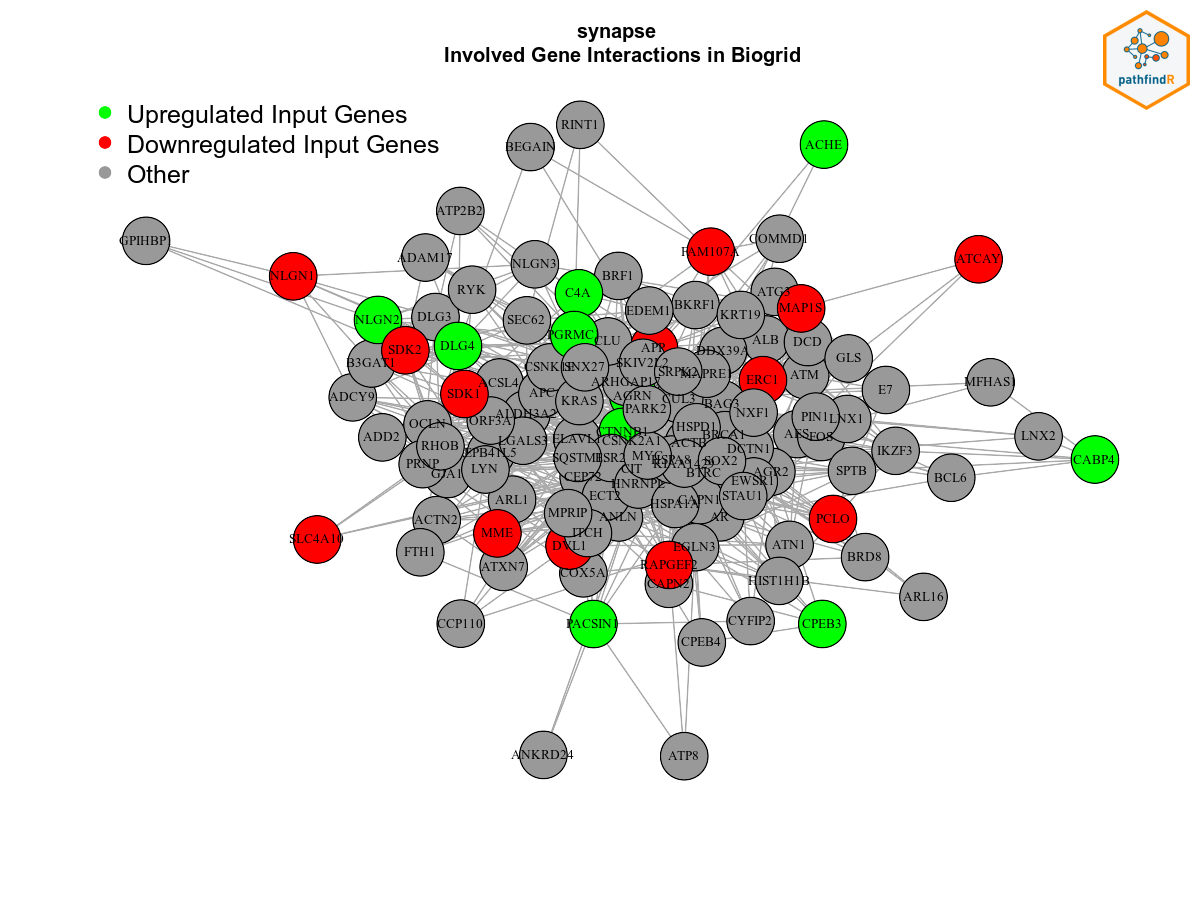 synapse
Involved Gene Interactions in Biogrid
pathfindR
Upregulated Input Genes
Downregulated Input Genes
Other
RINT1
BEGAIN
ACHE
ATP2B2
GPIHBP
COMMD1
FAM107A
ADAM17
ATCAY
NLGN3
NLGN1
BRF1
RYK
C4A
ATG3
BKRF1
MAP1S
EDEM1
DLG3
KRT19
NLGN2
SEC62
PGRMC
CLU
ALB
DCD
DLG4
APP
SDK2
DDX39A
GLS
B3GAT1
SKIV2L2
CSNK1E
SNX27
SRPK2
MAPRE1
ATM
ERC1
ACSL4
ARHGAP17
MFHAS1
E7
APC
SDK1
AGRN
ADCY9
CUL3
KRAS
BAG3
PARK2
NXF1
ALDH3A2
PIN1
LNX1
ORF3A
OCLN
HSPD1
CTNNB1
AES
FOS
BRCA1
LNX2
ADD2
ELAVL1
LGALS3
CSNK2A1
ACTB
RHOB
DCTN1
IKZF3
EPB41L5
SQSTM1
ESR2
MYC
HSPA8
SOX2
CABP4
PRNP
LYN
CIT
KIAA1429
AGR2
SPTB
GJA1
CEP72
BTRC
BCL6
HNRNPL
EWSR1
ECT2
STAU1
ARL1
CAPN1
HSPA1A
MPRIP
ANLN
AR
ACTN2
PCLO
MME
ITCH
SLC4A10
DVL1
EGLN3
ATN1
FTH1
BRD8
ATXN7
RAPGEF2
COX5A
CAPN2
HIST1H1B
ARL16
CCP110
PACSIN1
CYFIP2
CPEB3
CPEB4
ANKRD24
ATP8